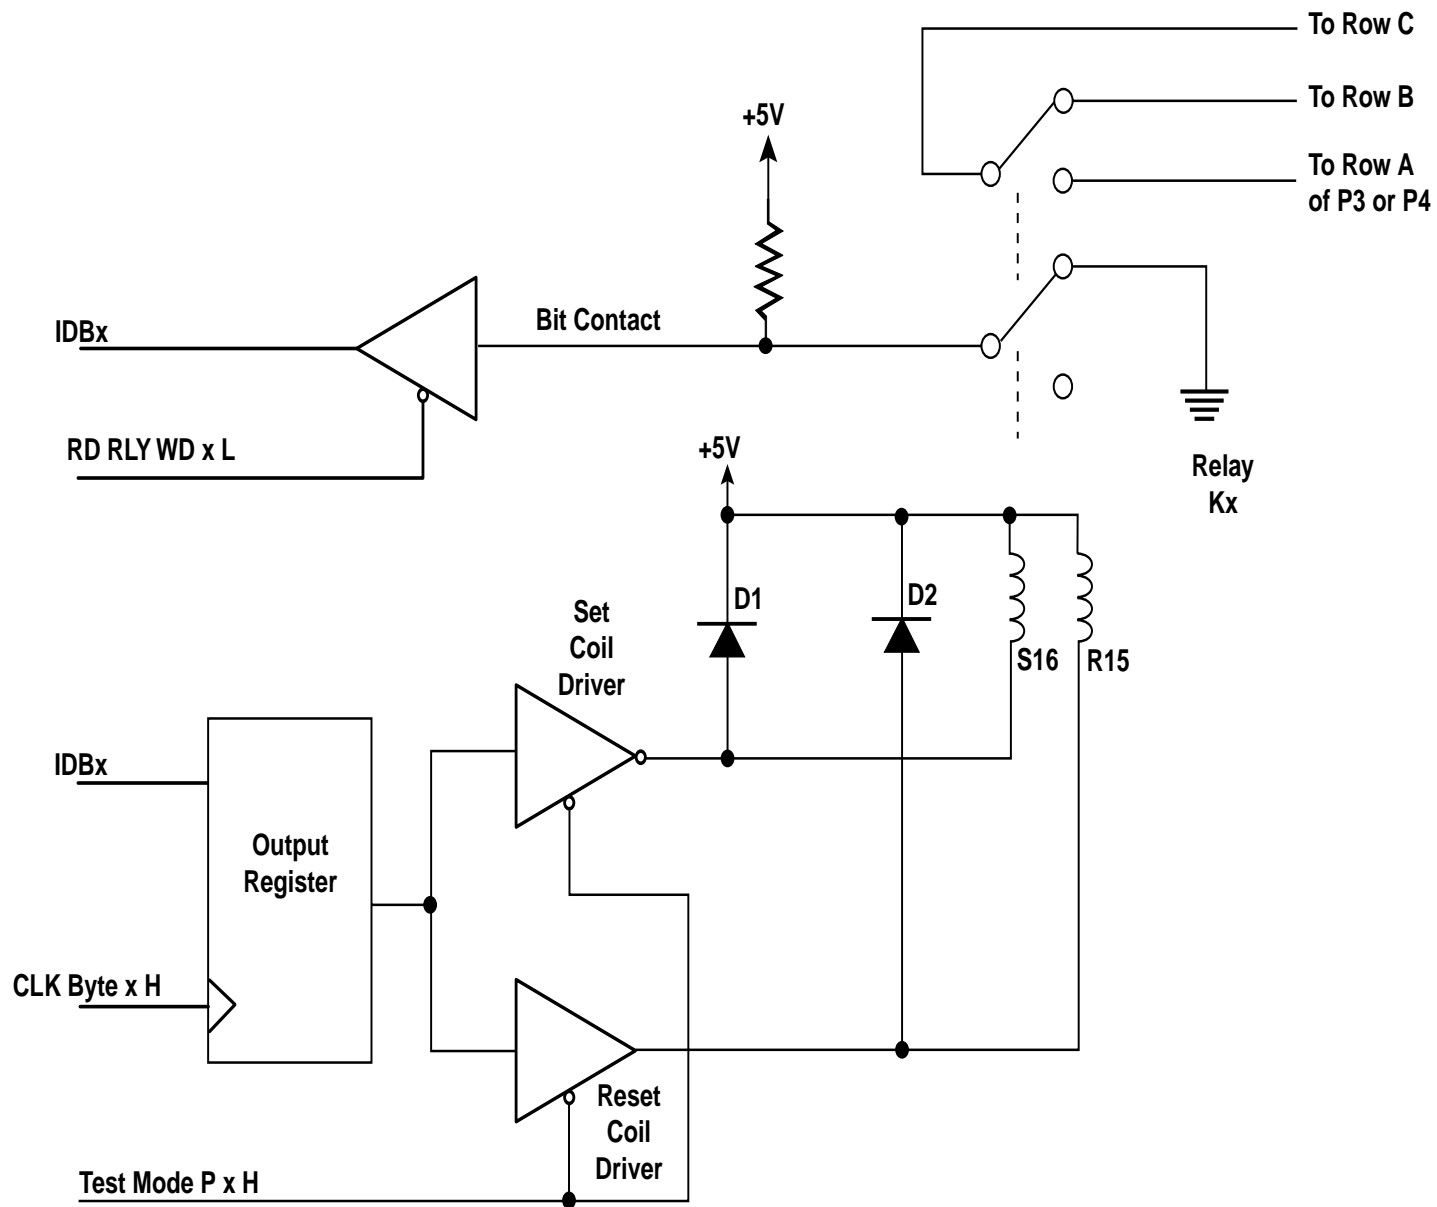 To Row C
To Row B
+5V
To Row A
of P3 or P4
IDBx
Bit Contact
RD RLY WD x L
+5V
Relay
Kx
D1
D2
Set
Coil
Driver
S16
R15
IDBx
Output
Register
CLK Byte x H
Reset
Coil
Driver
Test Mode P x H